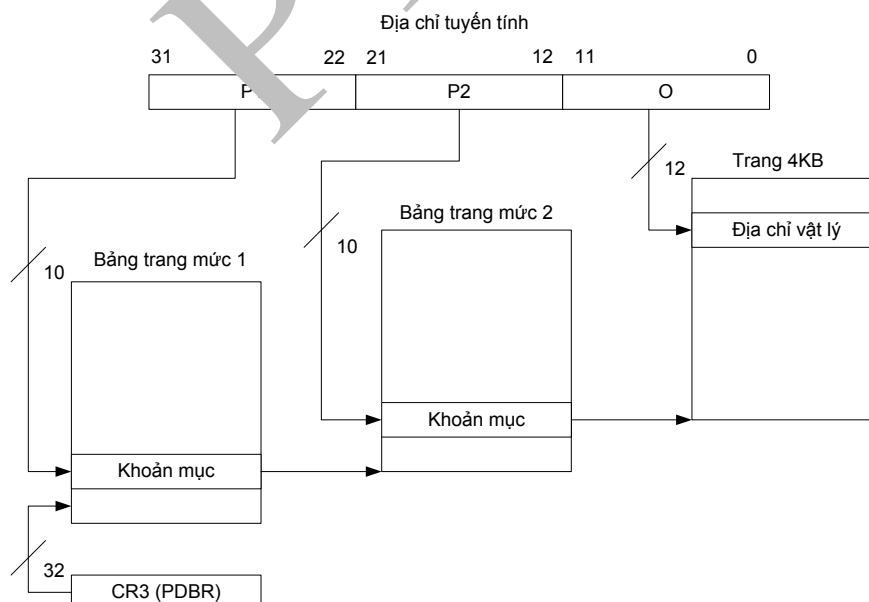 Địa chỉ tuyến tính
31 22 21 12 11 0
P2 O
12 Trang 4KB
Bảng trang mức 2
Địa chỉ vật lý
10
Bảng trang mức 1
10
Khoản mục
Khoản mục
32
CR3 (PDBR)